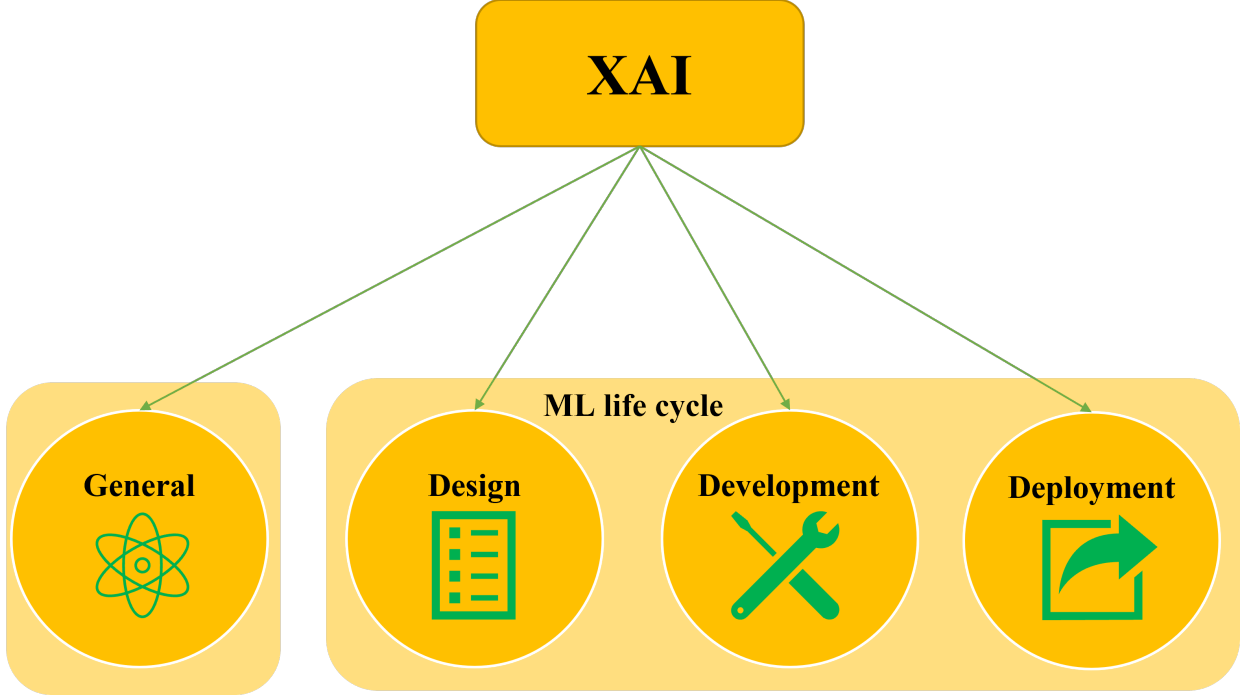 XAI
ML life cycle
General
Design
Development
Deployment